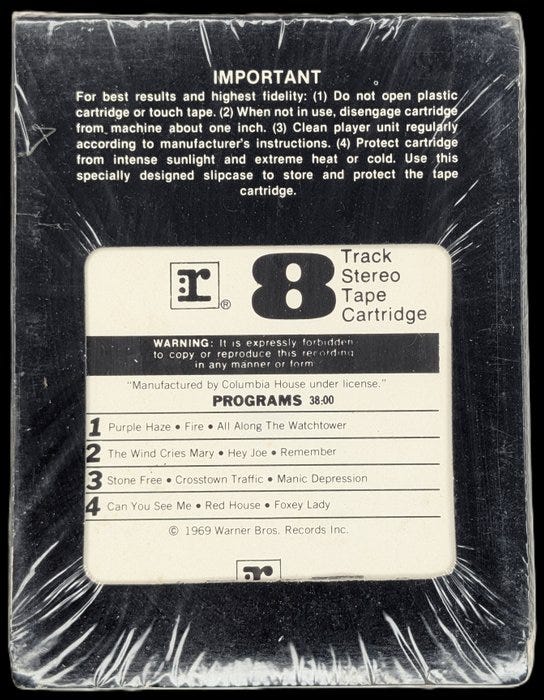 IMPORTANT
For best results and highest fidelity: (1) Do not open plastic
cartridge or touch tape. (2) When not in use, disengage cartridge
from machine about one inch. (3) Clean player unit regularly
according to manufacturer's instructions. (4) Protect cartridge
from intense sunlight and extreme heat or cold. Use this
specially designed slipcase to store and protect the tape
cartridge.
r ® 8 Track
Stereo
Tape
Cartridge
WARNING: It is expressly forbidden
to copy or reproduce this recording
in any manner or form
"Manufactured by Columbia House under license."
PROGRAMS 38:00
1 Purple Haze • Fire • All Along The Watchtower
2 The Wind Cries Mary • Hey Joe • Remember
3 Stone Free • Crosstown Traffic • Manic Depression
4 Can You See Me • Red House • Foxey Lady
© 1969 Warner Bros. Records Inc.
r